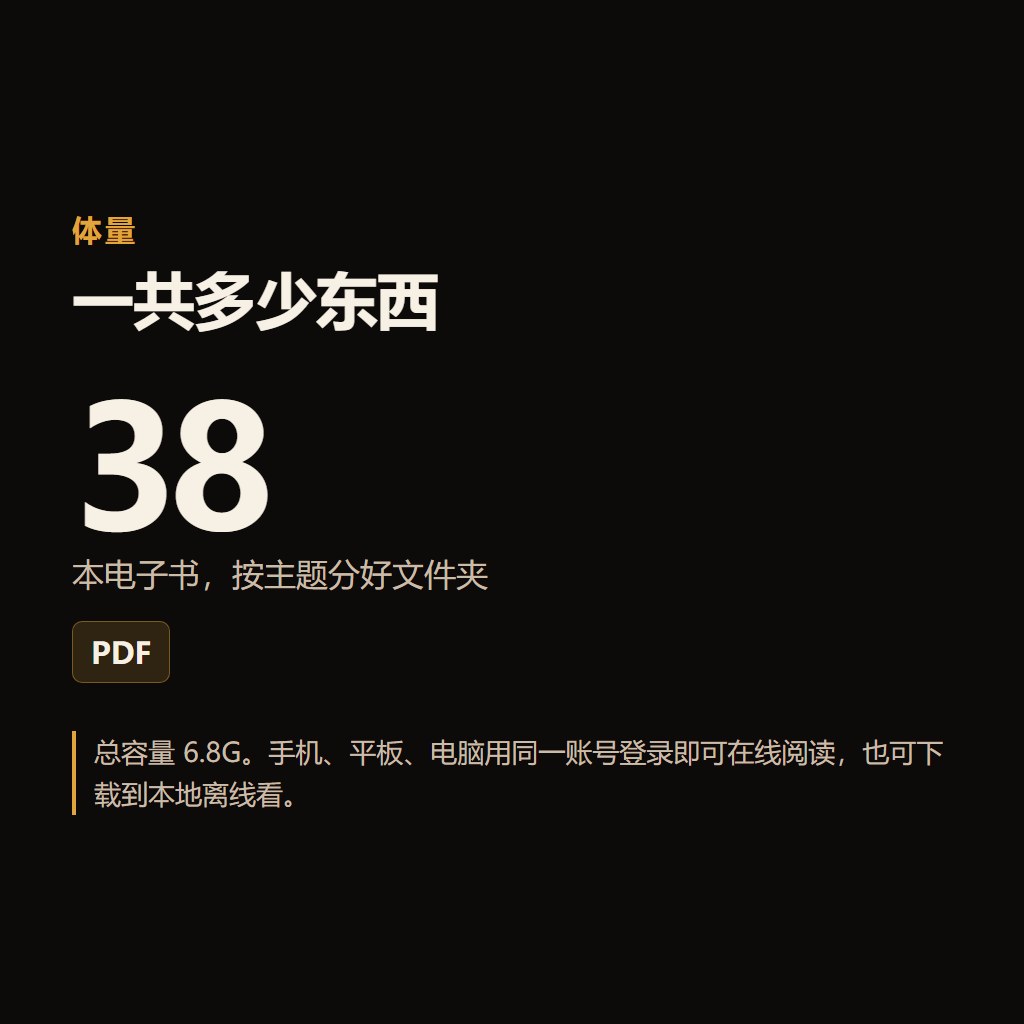 体量
一共多少东西
38
本电子书，按主题分好文件夹
PDF
总容量 6.8G。手机、平板、电脑用同一账号登录即可在线阅读，也可下
载到本地离线看。